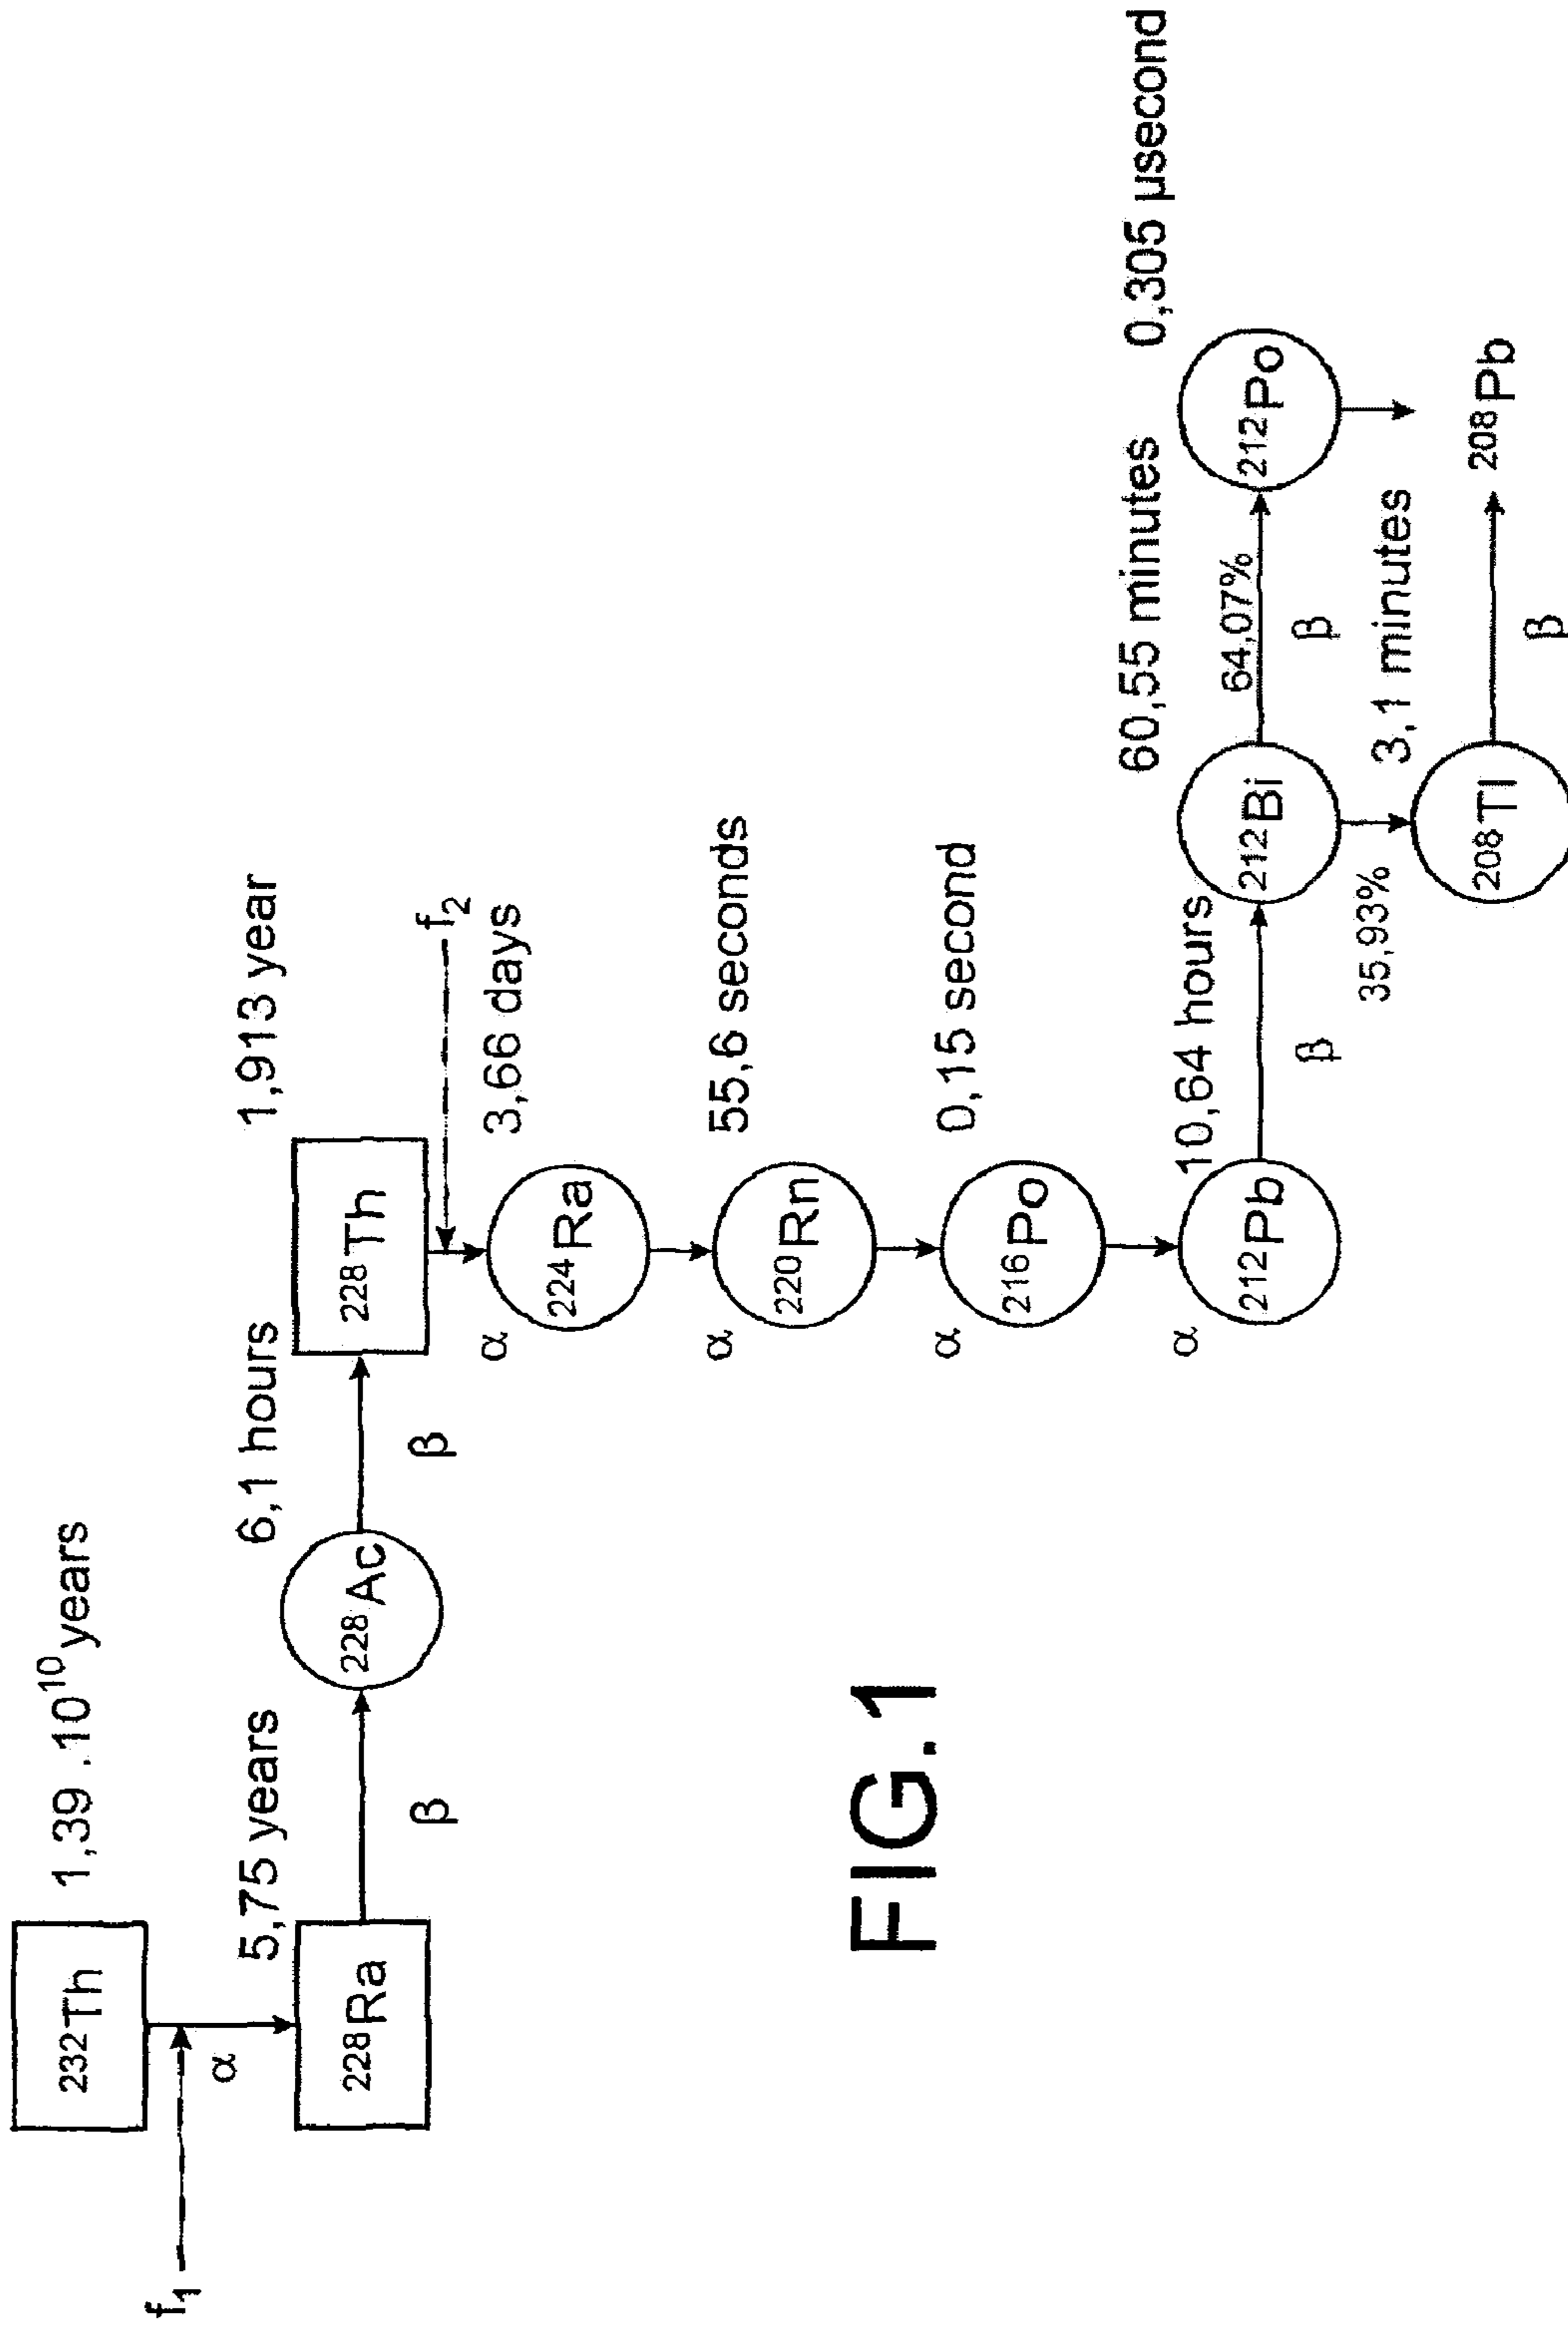 ²³²Th
1,39 .10¹⁰ years
f₁
α
5,75 years
6,1 hours
1,913 year
²²⁸Ra
β
²²⁸Ac
β
²²⁸Th
f₂
α
3,66 days
²²⁴Ra
α
55,6 seconds
²²⁰Rn
α
0,15 second
²¹⁶Po
α
10,64 hours
60,55 minutes
0,305 µsecond
²¹²Pb
β
²¹²Bi
64,07%
β
²¹²Po
35,93%
3,1 minutes
²⁰⁸Tl
β
²⁰⁸Pb
FIG.1